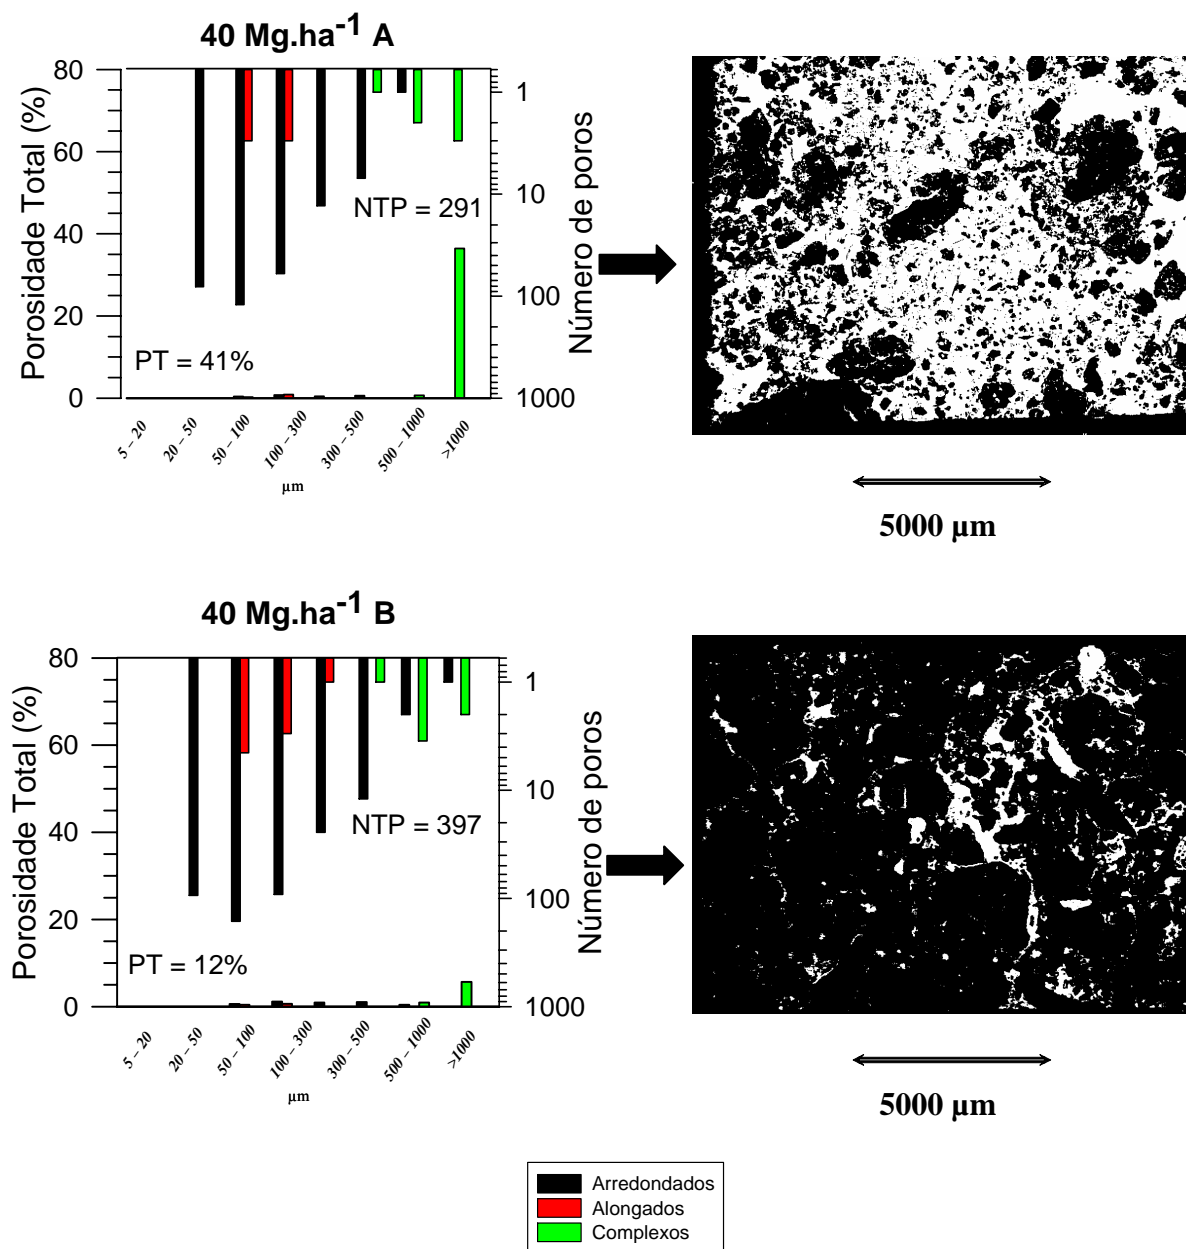 40 Mg.ha⁻¹ A
Porosidade Total (%)
80
60
40
20
0
NTP = 291
PT = 41%
1
10
100
1000
Número de poros
5 – 20
20 – 50
50 – 100
100 – 300
300 – 500
500 – 1000
>1000
µm
5000 µm
40 Mg.ha⁻¹ B
Porosidade Total (%)
80
60
40
20
0
NTP = 397
PT = 12%
1
10
100
1000
Número de poros
5 – 20
20 – 50
50 – 100
100 – 300
300 – 500
500 – 1000
>1000
µm
5000 µm
Arredondados
Alongados
Complexos